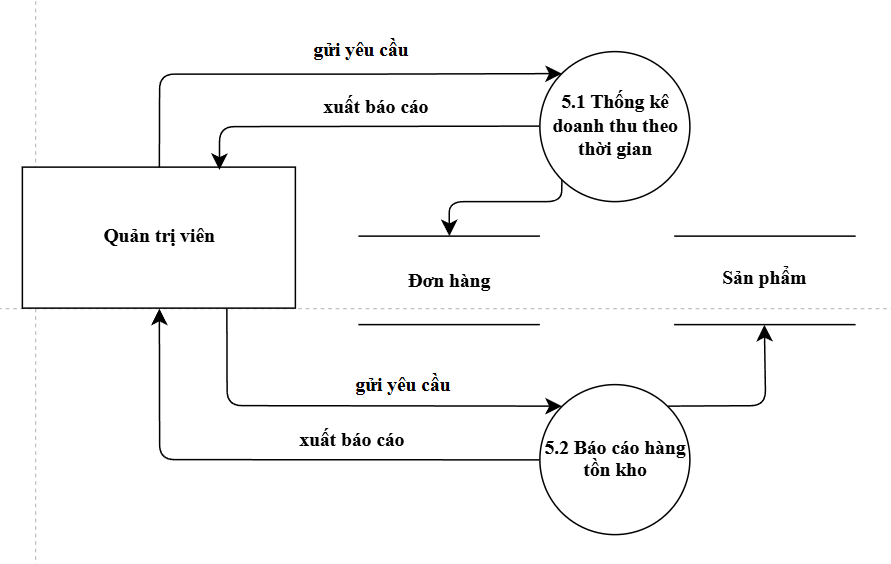 gửi yêu cầu
xuất báo cáo
5.1 Thống kê
doanh thu theo
thời gian
Quản trị viên
Đơn hàng
Sản phẩm
gửi yêu cầu
xuất báo cáo
5.2 Báo cáo hàng
tồn kho